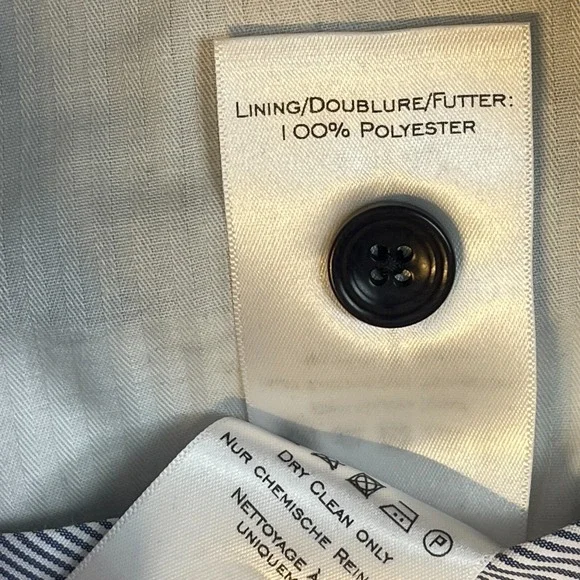 LINING/DOUBLURE/FUTTER:
100% POLYESTER
DRY CLEAN ONLY
NUR CHEMISCHE REIN
NETTOYAGE À
UNIQUEM
P